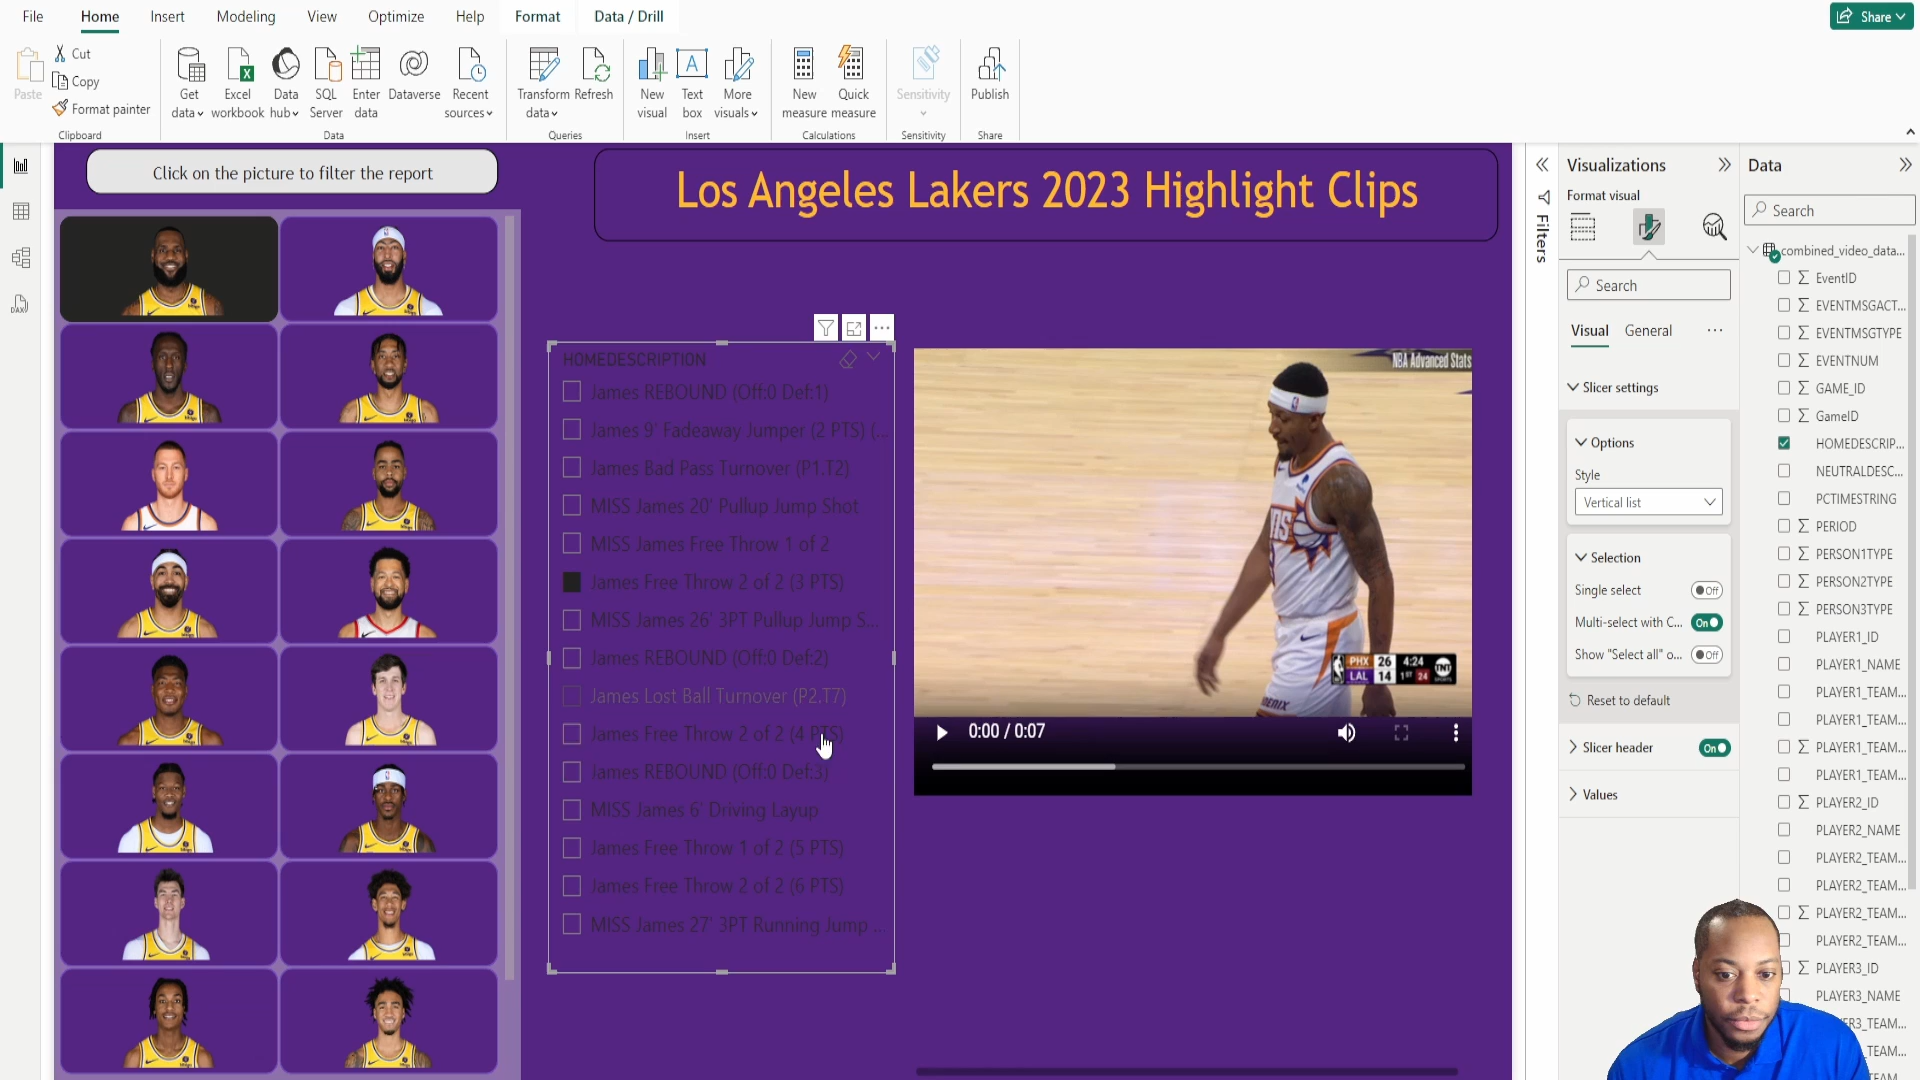 File Home Insert Modeling View Optimize Help Format Data / Drill
Share
Paste
Cut
Copy
Format painter
Clipboard
Get data
Excel workbook
Data hub
SQL Server
Enter data
Dataverse
Recent sources
Data
Transform data
Refresh
Queries
New visual
Text box
More visuals
Insert
New measure
Quick measure
Calculations
Sensitivity
Sensitivity
Publish
Share
Click on the picture to filter the report
Los Angeles Lakers 2023 Highlight Clips
HOMEDESCRIPTION
James REBOUND (Off:0 Def:1)
James 9' Fadeaway Jumper (2 PTS) (...
James Bad Pass Turnover (P1.T2)
MISS James 20' Pullup Jump Shot
MISS James Free Throw 1 of 2
James Free Throw 2 of 2 (3 PTS)
MISS James 26' 3PT Pullup Jump S...
James REBOUND (Off:0 Def:2)
James Lost Ball Turnover (P2.T7)
James Free Throw 2 of 2 (4 PTS)
James REBOUND (Off:0 Def:3)
MISS James 6' Driving Layup
James Free Throw 1 of 2 (5 PTS)
James Free Throw 2 of 2 (6 PTS)
MISS James 27' 3PT Running Jump ...
NBA Advanced Stats
PHX 26 4:24
LAL 14 1ST 24
TNT
0:00 / 0:07
Filters
Visualizations
Format visual
Search
Visual General ...
Slicer settings
Options
Style
Vertical list
Selection
Single select Off
Multi-select with C... On
Show "Select all" o... Off
Reset to default
Slicer header On
Values
Data
Search
combined_video_data...
EventID
EVENTMSGACT...
EVENTMSGTYPE
EVENTNUM
GAME_ID
GameID
HOMEDESCRIP...
NEUTRALDESC...
PCTIMESTRING
PERIOD
PERSON1TYPE
PERSON2TYPE
PERSON3TYPE
PLAYER1_ID
PLAYER1_NAME
PLAYER1_TEAM...
PLAYER1_TEAM...
PLAYER1_TEAM...
PLAYER1_TEAM...
PLAYER2_ID
PLAYER2_NAME
PLAYER2_TEAM...
PLAYER2_TEAM...
PLAYER2_TEAM...
PLAYER2_TEAM...
PLAYER3_ID
PLAYER3_NAME
ER3_TEAM...
_TEAM...